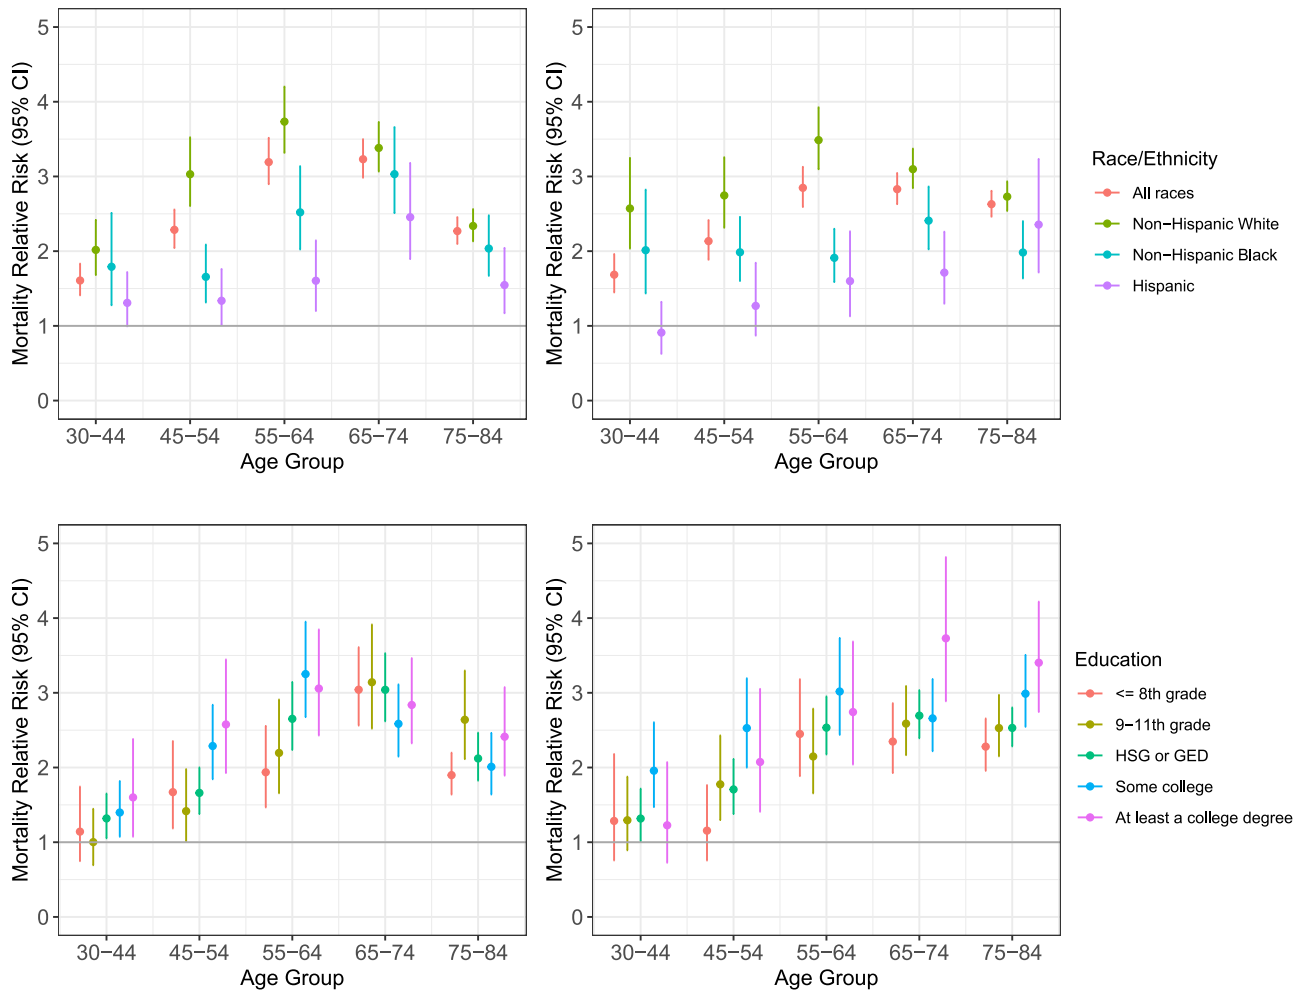 Mortality Relative Risk (95% CI)
5
4
3
2
1
0
30−44 45−54 55−64 65−74 75−84
Age Group
Mortality Relative Risk (95% CI)
5
4
3
2
1
0
30−44 45−54 55−64 65−74 75−84
Age Group
Race/Ethnicity
All races
Non−Hispanic White
Non−Hispanic Black
Hispanic
Mortality Relative Risk (95% CI)
5
4
3
2
1
0
30−44 45−54 55−64 65−74 75−84
Age Group
Mortality Relative Risk (95% CI)
5
4
3
2
1
0
30−44 45−54 55−64 65−74 75−84
Age Group
Education
<= 8th grade
9−11th grade
HSG or GED
Some college
At least a college degree